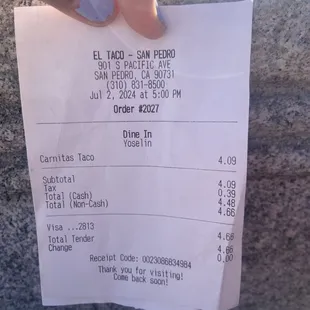 EL TACO - SAN PEDRO
901 S PACIFIC AVE
SAN PEDRO, CA 90731
(310) 831-8500
Jul 2, 2024 at 5:00 PM
Order #2027
Dine In
Yoselin
Carnitas Taco 4.09
Subtotal 4.09
Tax 0.39
Total (Cash) 4.48
Total (Non-Cash) 4.66
Visa ...2813 4.66
Total Tender 4.66
Change 0.00
Receipt Code: 0023086834984
Thank you for visiting!
Come back soon!